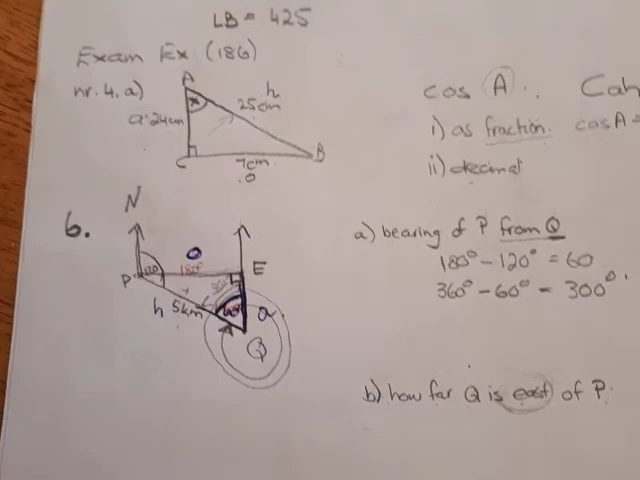 LB = 425
Exam Ex (186)
nr. 4. a)
A
x
h
25cm
a 24cm
C
7cm
B
O
cos A. Cah
i) as fraction. cos A =
ii) decimal
6.
N
O
P
120
180°
E
h 5km
60°
a
Q
a) bearing of P from Q
180° - 120° = 60
360° - 60° = 300°.
b) how far Q is east of P.